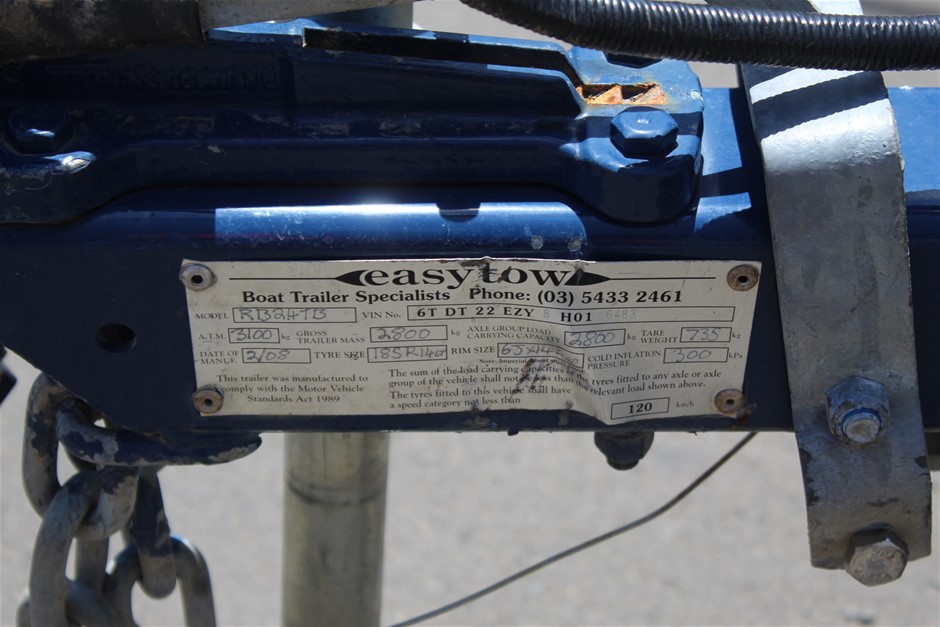 easytow
Boat Trailer Specialists Phone: (03) 5433 2461
MODEL RB24TB VIN No. 6T DT 22 EZY 8 H01 6483
A.T.M. 3100 kg GROSS TRAILER MASS 2800 kg AXLE GROUP LOAD CARRYING CAPACITY 2800 kg TARE WEIGHT 735 kg
DATE OF MANUF. 2/08 TYRE SIZE 185R14 RIM SIZE COLD INFLATION PRESSURE 300 kPa
This trailer was manufactured to
comply with the Motor Vehicle
Standards Act 1989
The sum of the load carrying capacities of
group of the vehicle shall not be less than the tyres fitted to any axle or axle
The tyres fitted to this vehicle shall have relevant load shown above.
a speed category not less than 120 km/h